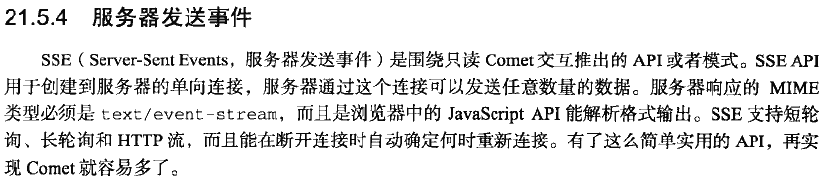 21.5.4 服务器发送事件
SSE（Server-Sent Events，服务器发送事件）是围绕只读 Comet 交互推出的 API 或者模式。SSE API
用于创建到服务器的单向连接，服务器通过这个连接可以发送任意数量的数据。服务器响应的 MIME
类型必须是 text/event-stream，而且是浏览器中的 JavaScript API 能解析格式输出。SSE 支持短轮
询、长轮询和 HTTP 流，而且能在断开连接时自动确定何时重新连接。有了这么简单实用的 API，再实
现 Comet 就容易多了。